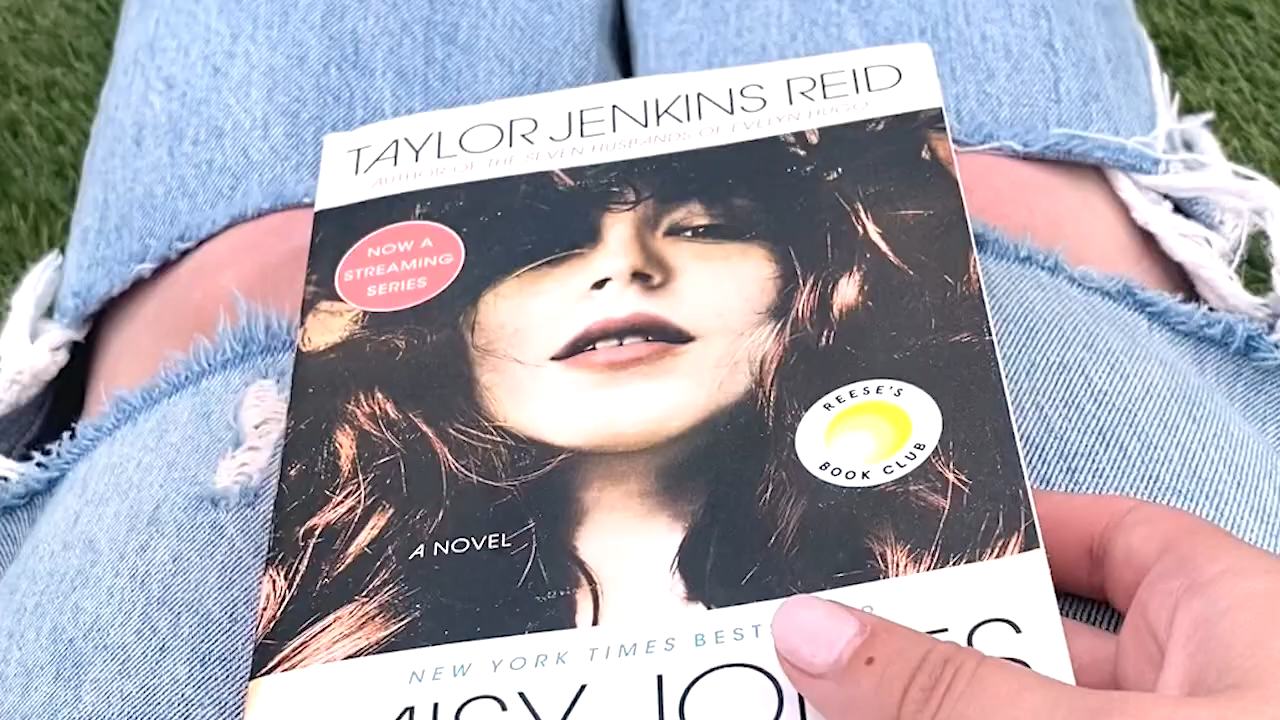 TAYLOR JENKINS REID
AUTHOR OF THE SEVEN HUSBANDS OF EVELYN HUGO
NOW A
STREAMING
SERIES
REESE'S
BOOK CLUB
A NOVEL
NEW YORK TIMES